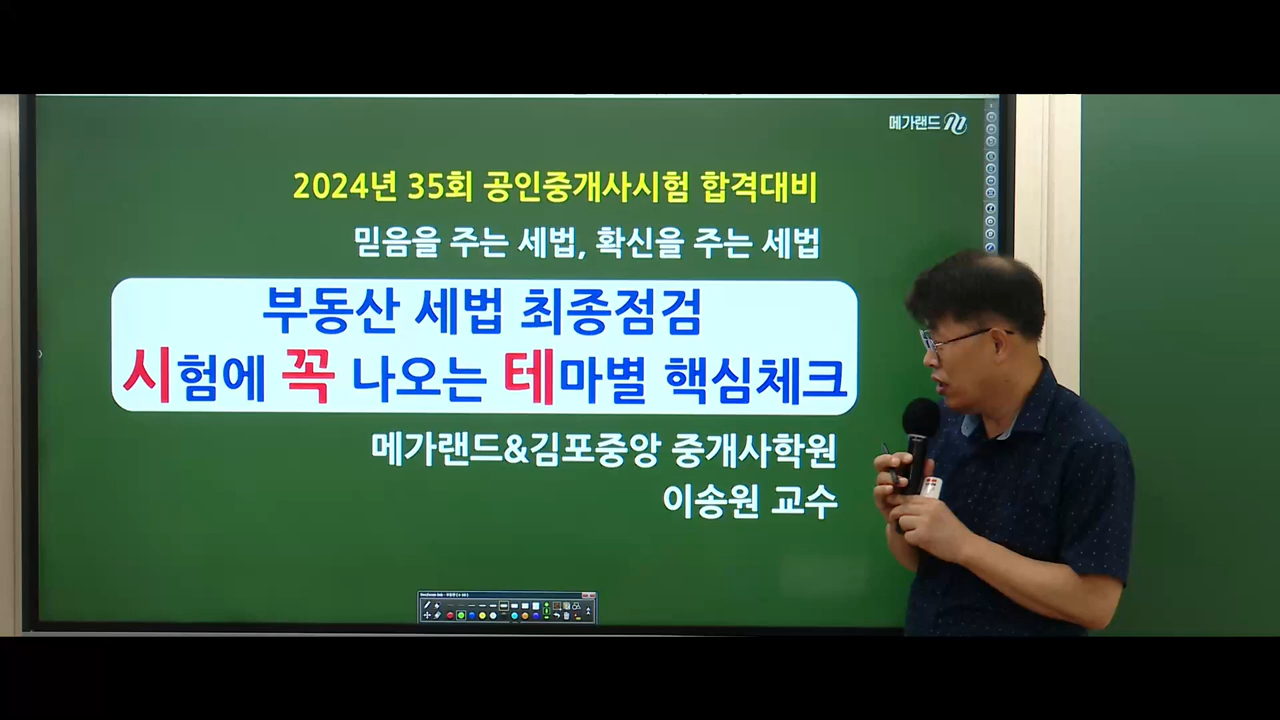 메가랜드
2024년 35회 공인중개사시험 합격대비
믿음을 주는 세법, 확신을 주는 세법
부동산 세법 최종점검
시험에 꼭 나오는 테마별 핵심체크
메가랜드&김포중앙 중개사학원
이송원 교수